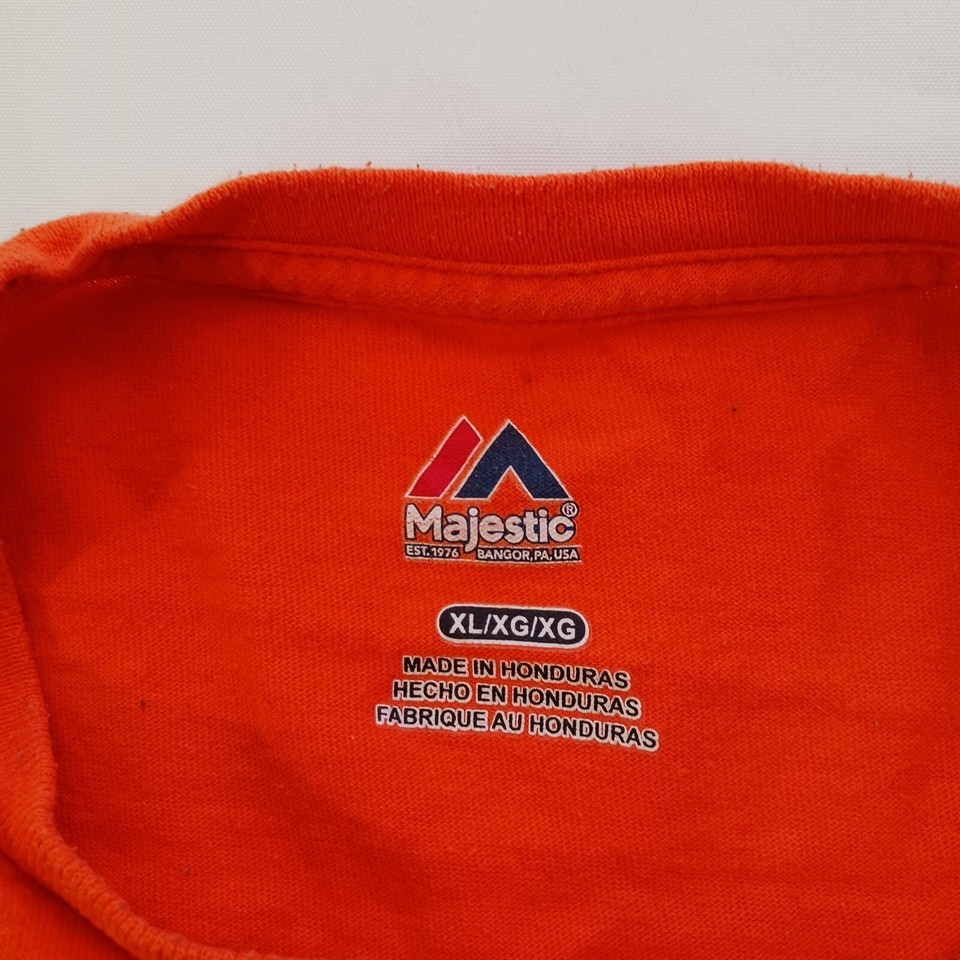 Majestic®
EST. 1976 BANGOR, PA, USA
XL/XG/XG
MADE IN HONDURAS
HECHO EN HONDURAS
FABRIQUE AU HONDURAS